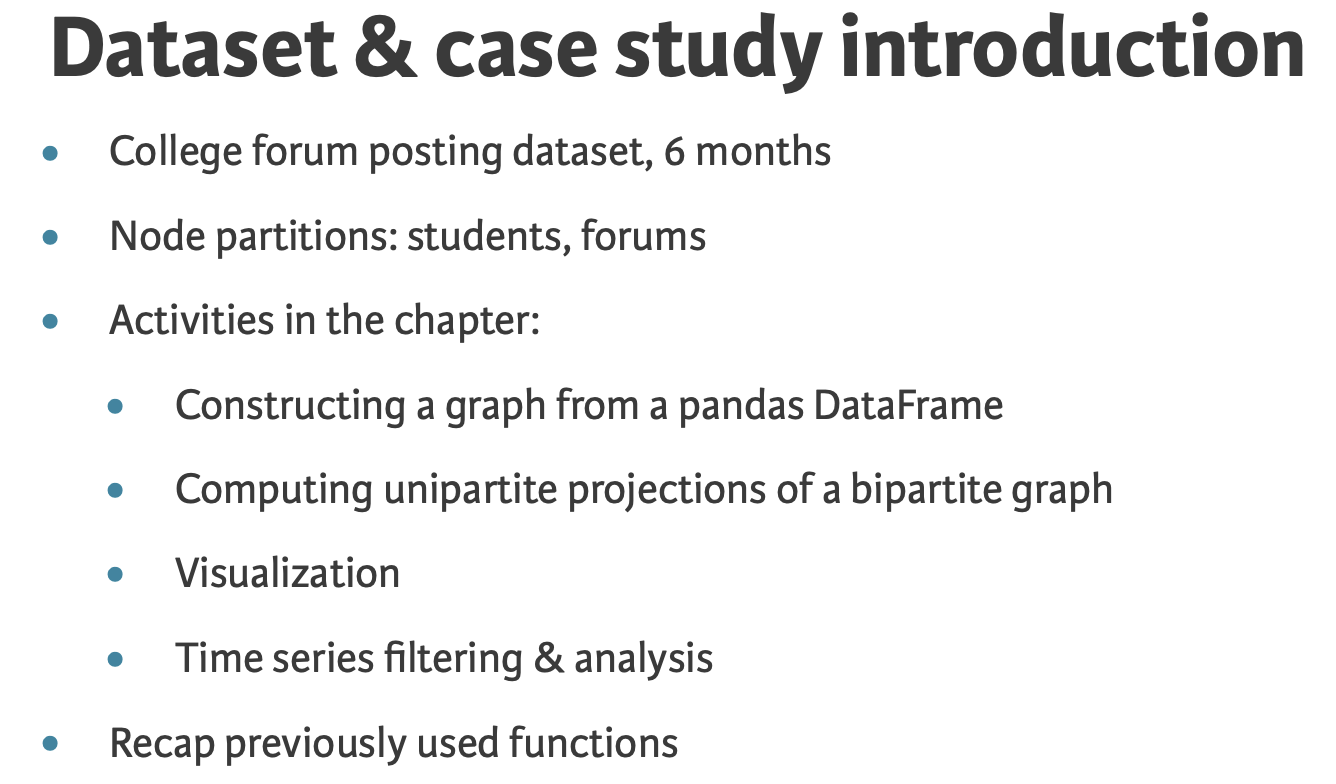 Dataset & case study introduction
• College forum posting dataset, 6 months
• Node partitions: students, forums
• Activities in the chapter:
• Constructing a graph from a pandas DataFrame
• Computing unipartite projections of a bipartite graph
• Visualization
• Time series filtering & analysis
• Recap previously used functions